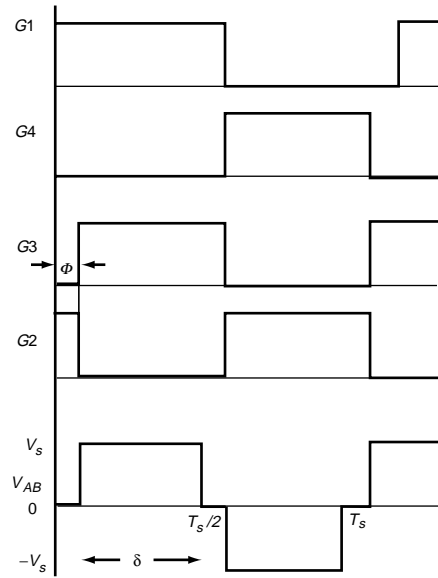 G1
G4
G3
Φ
G2
V_s
V_AB
0
T_s/2
T_s
–V_s
δ